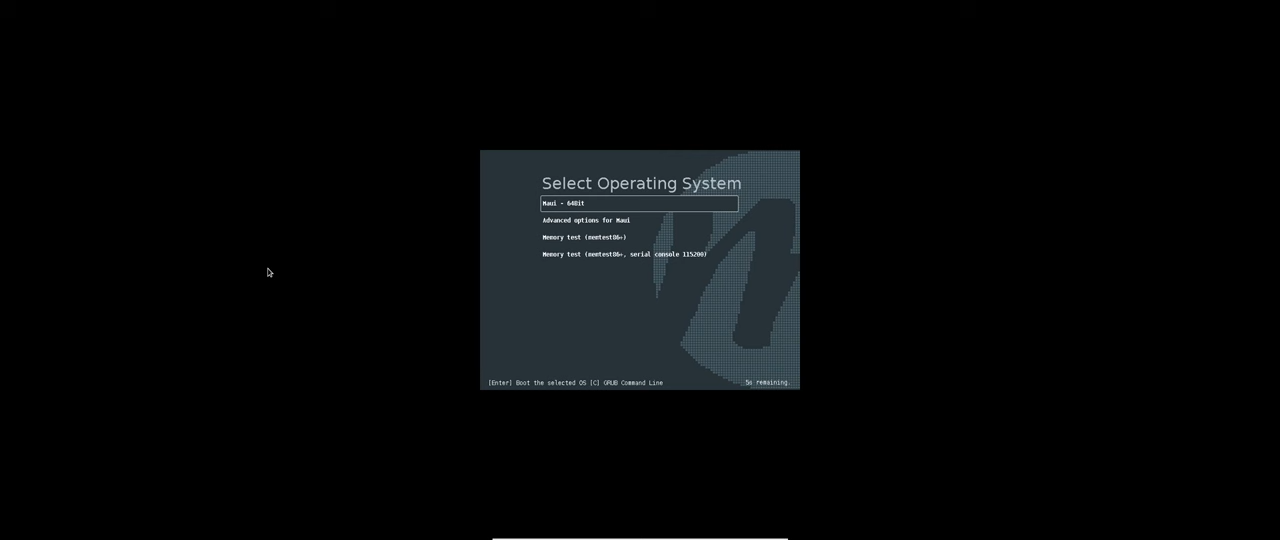 Select Operating System
Maui - 64Bit
Advanced options for Maui
Memory test (memtest86+)
Memory test (memtest86+, serial console 115200)
[Enter] Boot the selected OS [C] GRUB Command Line
5s remaining.